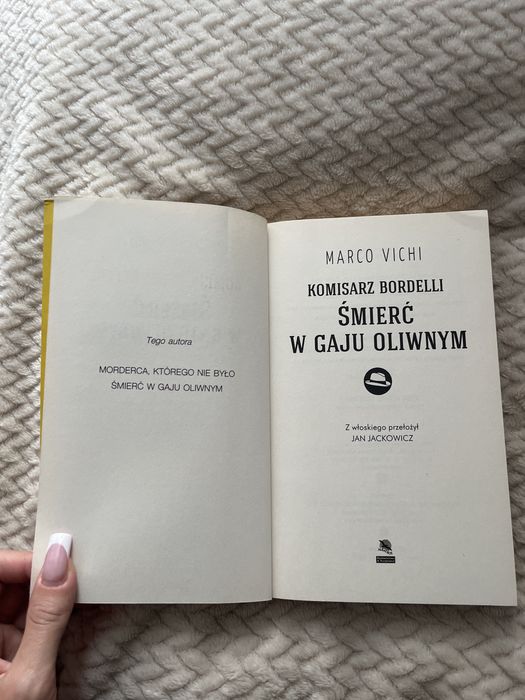 Tego autora
MORDERCA, KTÓREGO NIE BYŁO
ŚMIERĆ W GAJU OLIWNYM
MARCO VICHI
KOMISARZ BORDELLI
ŚMIERĆ
W GAJU OLIWNYM
Z włoskiego przełożył
JAN JACKOWICZ